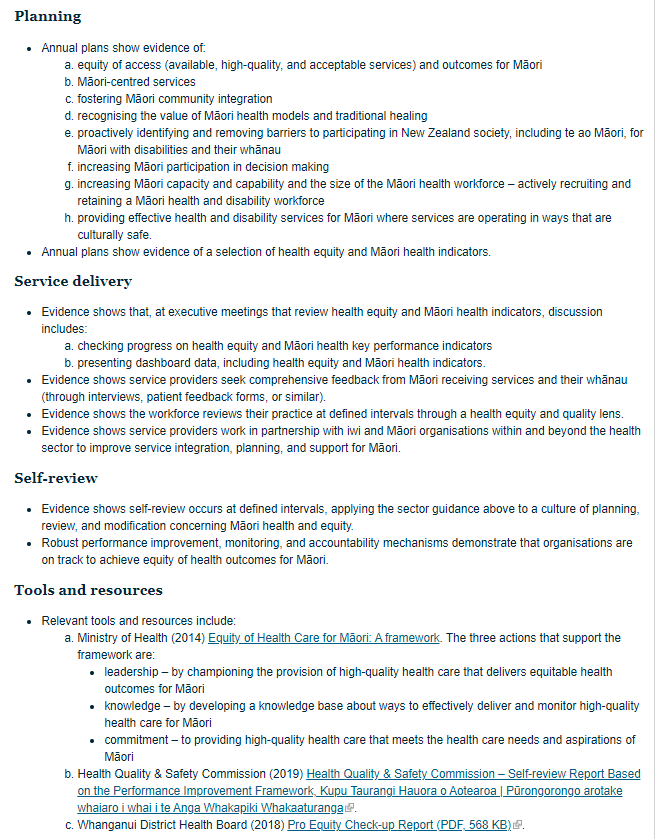 Planning
• Annual plans show evidence of:
a. equity of access (available, high-quality, and acceptable services) and outcomes for Māori
b. Māori-centred services
c. fostering Māori community integration
d. recognising the value of Māori health models and traditional healing
e. proactively identifying and removing barriers to participating in New Zealand society, including te ao Māori, for
Māori with disabilities and their whānau
f. increasing Māori participation in decision making
g. increasing Māori capacity and capability and the size of the Māori health workforce – actively recruiting and
retaining a Māori health and disability workforce
h. providing effective health and disability services for Māori where services are operating in ways that are
culturally safe.
• Annual plans show evidence of a selection of health equity and Māori health indicators.
Service delivery
• Evidence shows that, at executive meetings that review health equity and Māori health indicators, discussion
includes:
a. checking progress on health equity and Māori health key performance indicators
b. presenting dashboard data, including health equity and Māori health indicators.
• Evidence shows service providers seek comprehensive feedback from Māori receiving services and their whānau
(through interviews, patient feedback forms, or similar).
• Evidence shows the workforce reviews their practice at defined intervals through a health equity and quality lens.
• Evidence shows service providers work in partnership with iwi and Māori organisations within and beyond the health
sector to improve service integration, planning, and support for Māori.
Self-review
• Evidence shows self-review occurs at defined intervals, applying the sector guidance above to a culture of planning,
review, and modification concerning Māori health and equity.
• Robust performance improvement, monitoring, and accountability mechanisms demonstrate that organisations are
on track to achieve equity of health outcomes for Māori.
Tools and resources
• Relevant tools and resources include:
a. Ministry of Health (2014) Equity of Health Care for Māori: A framework. The three actions that support the
framework are:
• leadership – by championing the provision of high-quality health care that delivers equitable health
outcomes for Māori
• knowledge – by developing a knowledge base about ways to effectively deliver and monitor high-quality
health care for Māori
• commitment – to providing high-quality health care that meets the health care needs and aspirations of
Māori
b. Health Quality & Safety Commission (2019) Health Quality & Safety Commission – Self-review Report Based
on the Performance Improvement Framework, Kupu Taurangi Hauora o Aotearoa | Pūrongorongo arotake
whaiaro i whai i te Anga Whakapiki Whakaaturanga.
c. Whanganui District Health Board (2018) Pro Equity Check-up Report (PDF, 568 KB).